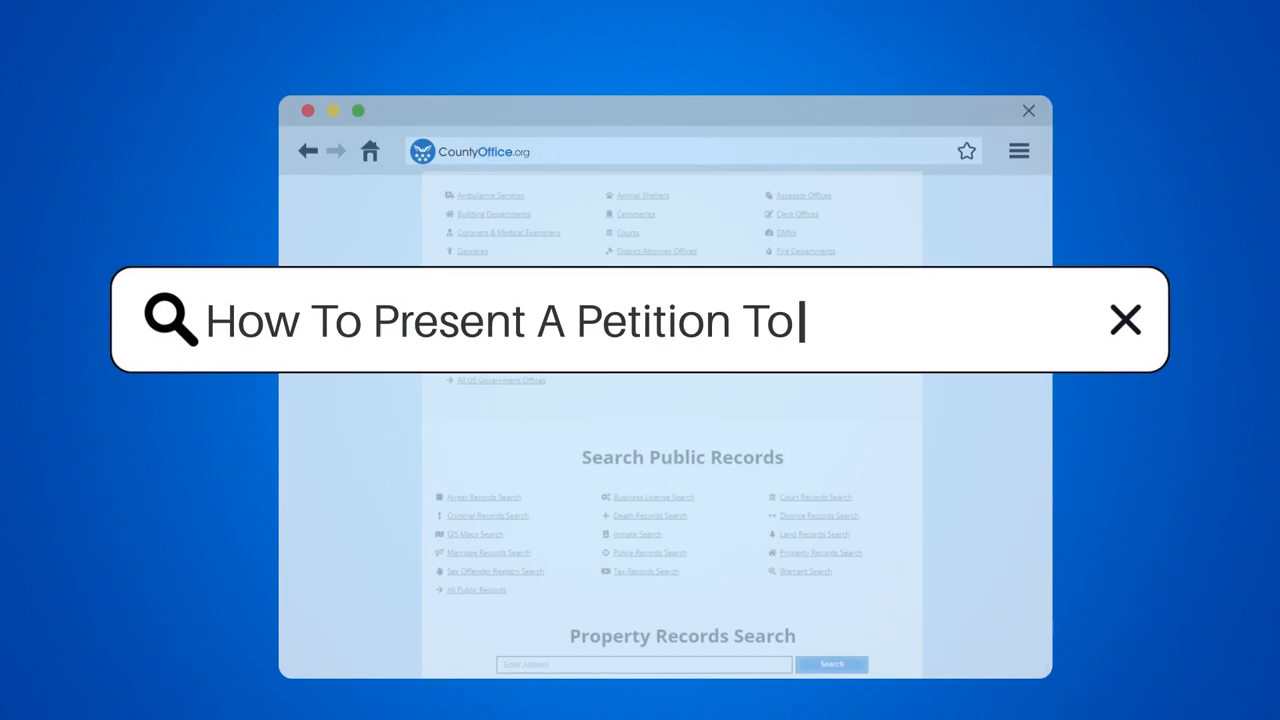 CountyOffice.org
Ambulance Services Animal Shelters Assessor Offices
Building Departments Cemeteries Clerk Offices
Coroners & Medical Examiners Courts DMVs
Daycares District Attorney Offices Fire Departments
How To Present A Petition To
All US Government Offices
Search Public Records
Arrest Records Search Business License Search Court Records Search
Criminal Records Search Death Records Search Divorce Records Search
GIS Maps Search Inmate Search Land Records Search
Marriage Records Search Police Records Search Property Records Search
Sex Offender Registry Search Tax Records Search Warrant Search
All Public Records
Property Records Search
Enter Address Search